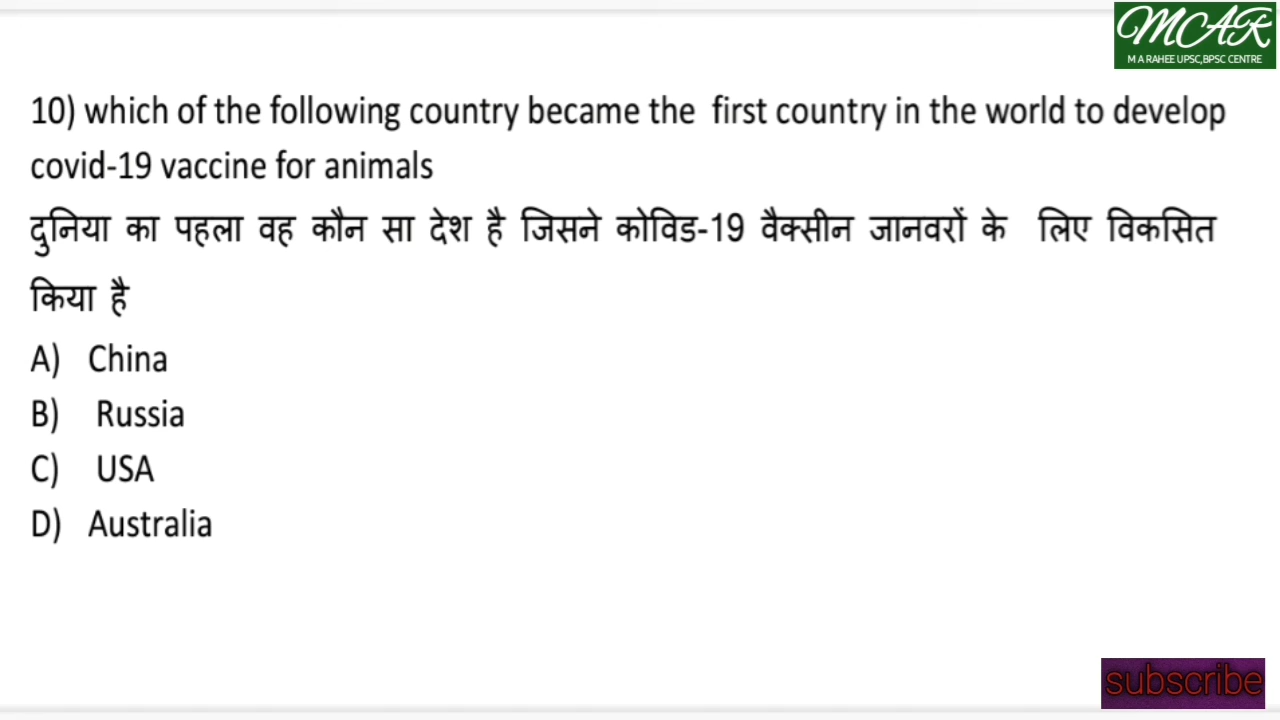 MCAR
M A RAHEE UPSC,BPSC CENTRE
10) which of the following country became the first country in the world to develop
covid-19 vaccine for animals
दुनिया का पहला वह कौन सा देश है जिसने कोविड-19 वैक्सीन जानवरों के लिए विकसित
किया है
A) China
B) Russia
C) USA
D) Australia
subscribe